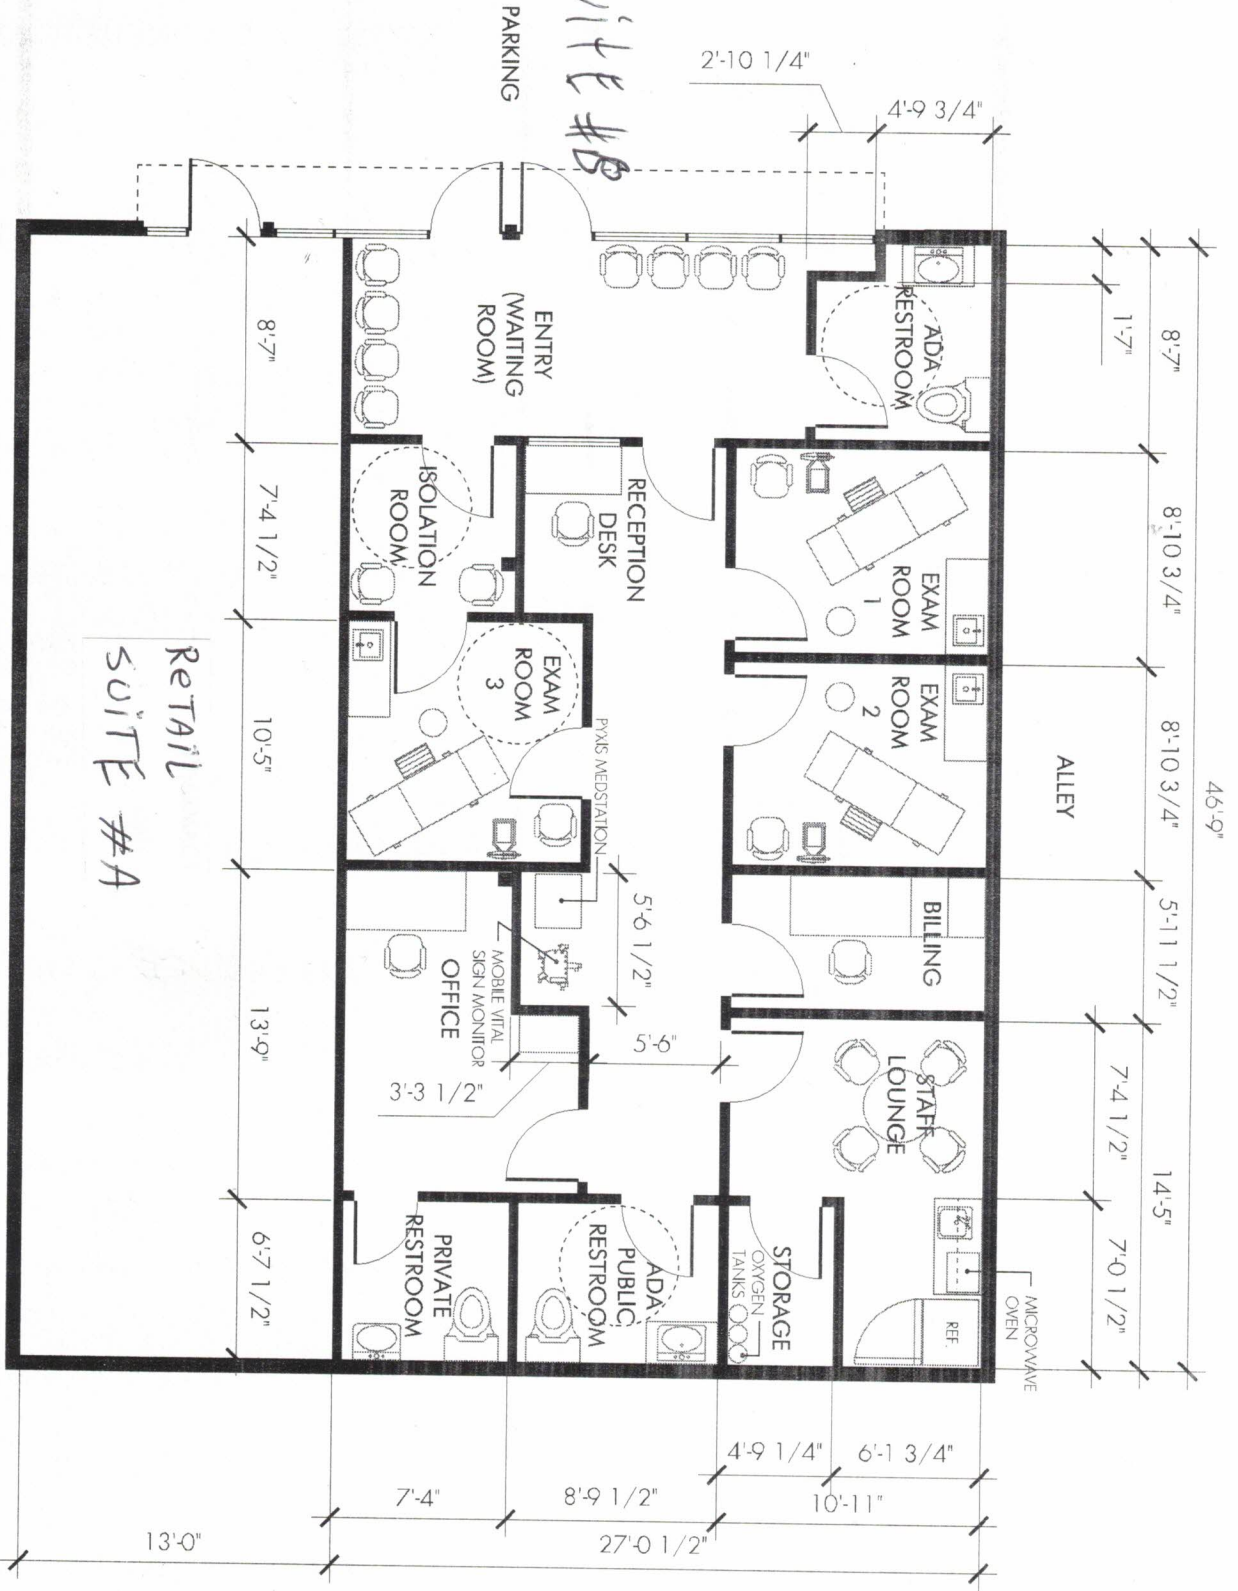 2'-10 1/4"
4'-9 3/4"
PARKING
#B
46'-9"
8'-7"
1'-7"
8'-10 3/4"
8'-10 3/4"
5'-11 1/2"
14'-5"
7'-4 1/2"
7'-0 1/2"
ALLEY
ADA
RESTROOM
ENTRY
(WAITING
ROOM)
EXAM
ROOM
1
EXAM
ROOM
2
BILLING
STAFF
LOUNGE
MICROWAVE
OVEN
REF.
RECEPTION
DESK
ISOLATION
ROOM
EXAM
ROOM
3
PYXIS MEDSTATION
5'-6 1/2"
5'-6"
MOBILE VITAL
SIGN MONITOR
OFFICE
3'-3 1/2"
STORAGE
OXYGEN
TANKS
ADA
PUBLIC
RESTROOM
PRIVATE
RESTROOM
8'-7"
7'-4 1/2"
10'-5"
13'-9"
6'-7 1/2"
RETAIL
SUITE #A
4'-9 1/4"
6'-1 3/4"
7'-4"
8'-9 1/2"
10'-11"
13'-0"
27'-0 1/2"